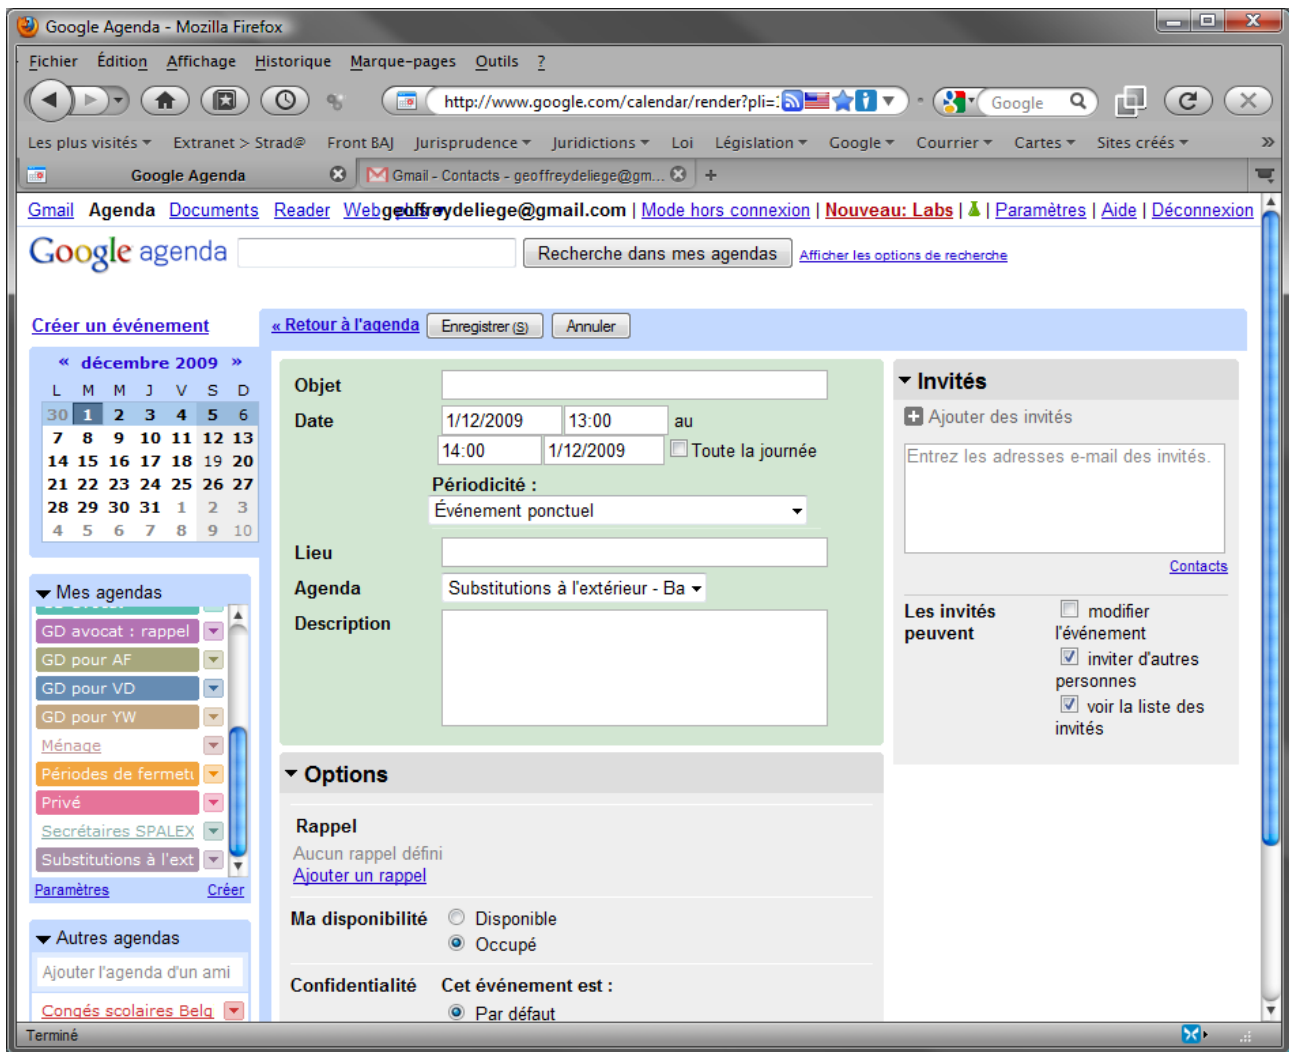 Google Agenda - Mozilla Firefox
Fichier Édition Affichage Historique Marque-pages Outils ?
http://www.google.com/calendar/render?pli= Google
Les plus visités Extranet > Strad@ Front BAJ Jurisprudence Juridictions Loi Législation Google Courrier Cartes Sites créés »
Google Agenda Gmail - Contacts - geoffreydeliege@gm... +
Gmail Agenda Documents Reader Web geoffreydeliege@gmail.com | Mode hors connexion | Nouveau: Labs | | Paramètres | Aide | Déconnexion
Google agenda Recherche dans mes agendas Afficher les options de recherche
Créer un événement « Retour à l'agenda Enregistrer (S) Annuler
« décembre 2009 »
L M M J V S D
30 1 2 3 4 5 6
7 8 9 10 11 12 13
14 15 16 17 18 19 20
21 22 23 24 25 26 27
28 29 30 31 1 2 3
4 5 6 7 8 9 10
Mes agendas
GD avocat : rappel
GD pour AF
GD pour VD
GD pour YW
Ménage
Périodes de fermetu
Privé
Secrétaires SPALEX
Substitutions à l'ext
Paramètres Créer
Autres agendas
Ajouter l'agenda d'un ami
Congés scolaires Belg
Objet
Date 1/12/2009 13:00 au
14:00 1/12/2009 Toute la journée
Périodicité :
Événement ponctuel
Lieu
Agenda Substitutions à l'extérieur - Ba
Description
Options
Rappel
Aucun rappel défini
Ajouter un rappel
Ma disponibilité Disponible
Occupé
Confidentialité Cet événement est :
Par défaut
Invités
Ajouter des invités
Entrez les adresses e-mail des invités.
Contacts
Les invités peuvent
modifier l'événement
inviter d'autres personnes
voir la liste des invités
Terminé